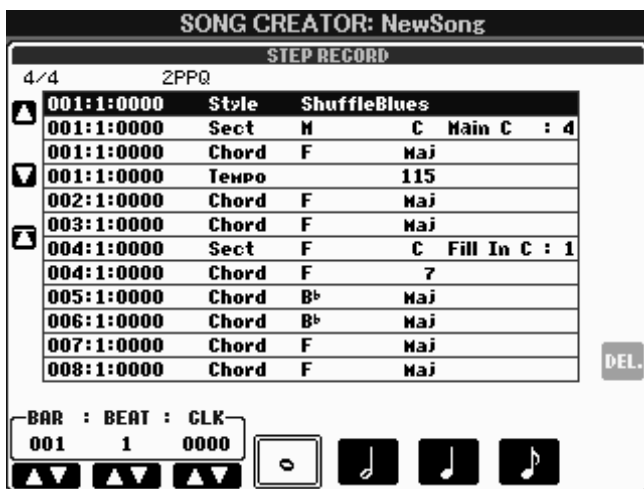 SONG CREATOR: NewSong
STEP RECORD
4/4 2PPQ
001:1:0000 Style ShuffleBlues
001:1:0000 Sect M C Main C : 4
001:1:0000 Chord F Maj
001:1:0000 Tempo 115
002:1:0000 Chord F Maj
003:1:0000 Chord F Maj
004:1:0000 Sect F C Fill In C : 1
004:1:0000 Chord F 7
005:1:0000 Chord B♭ Maj
006:1:0000 Chord B♭ Maj
007:1:0000 Chord F Maj
008:1:0000 Chord F Maj
DEL.
BAR : BEAT : CLK
001 1 0000